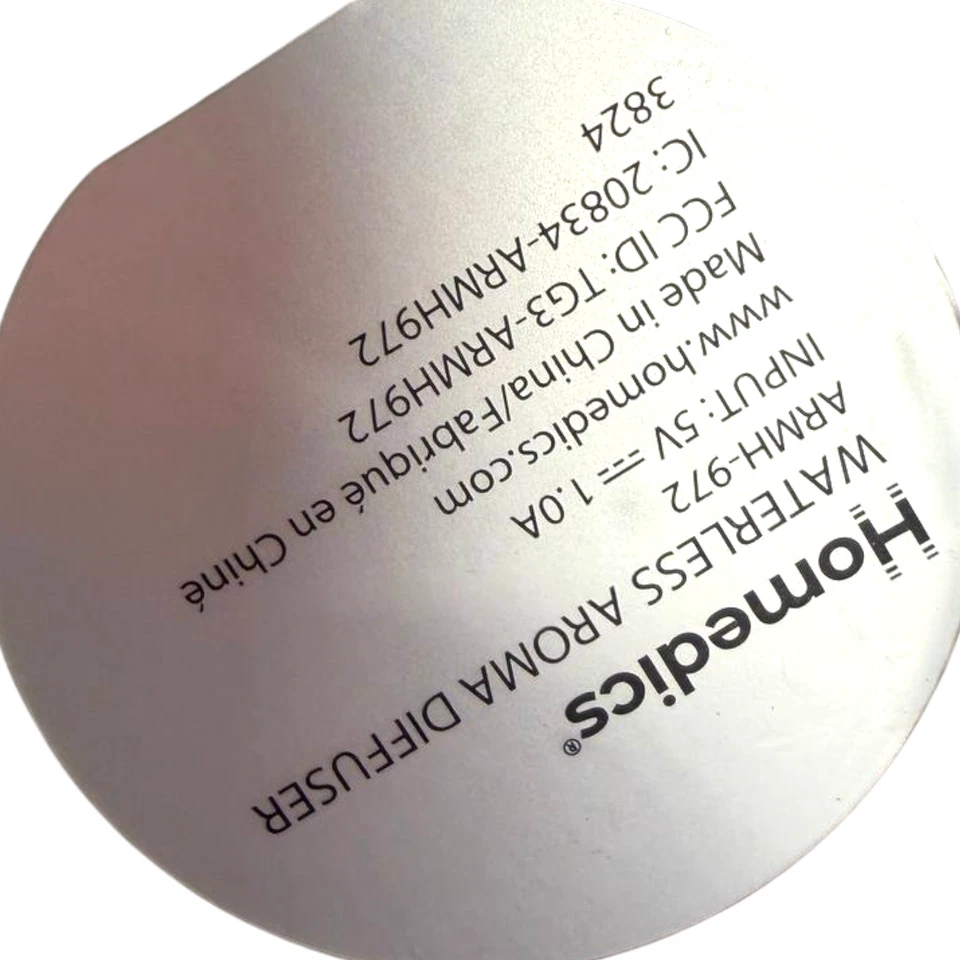 Homedics®
WATERLESS AROMA DIFFUSER
ARMH-972
INPUT: 5V ⎓ 1.0A
www.homedics.com
Made in China/Fabriqué en Chiné
FCC ID: TG3-ARMH972
IC: 20834-ARMH972
3824